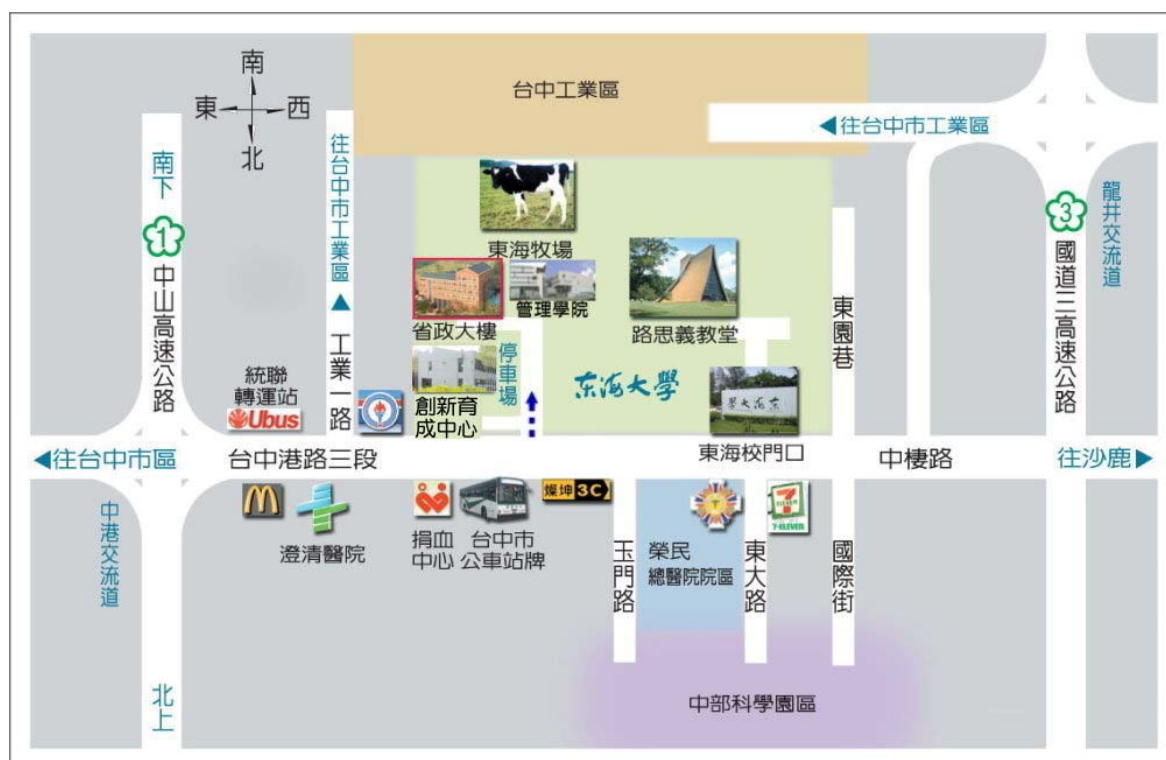 南
東 西
北
台中工業區
◀往台中市工業區
往台中市工業區▲
南下
1
中山高速公路
3
國道三高速公路
龍井交流道
東海牧場
省政大樓
管理學院
路思義教堂
東園巷
工業一路
停車場
創新育
成中心
东海大學
學大海東
東海校門口
統聯
轉運站
Ubus
◀往台中市區
台中港路三段
中棲路
往沙鹿▶
中港交流道
北上
M
澄清醫院
捐血
中心
台中市
公車站牌
燦坤3C
玉門路
榮民
總醫院院區
東大路
7
ELEVEN
7-ELEVEN
國際街
中部科學園區